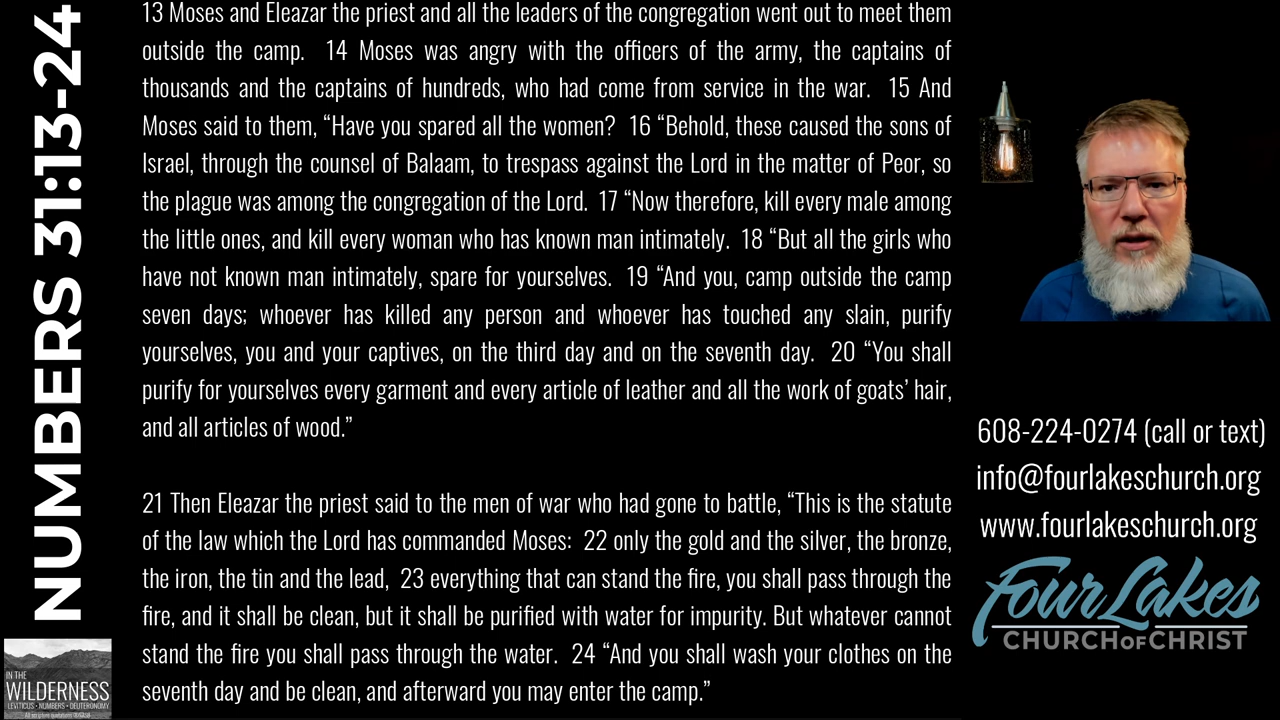 NUMBERS 31:13-24
13 Moses and Eleazar the priest and all the leaders of the congregation went out to meet them
outside the camp. 14 Moses was angry with the officers of the army, the captains of
thousands and the captains of hundreds, who had come from service in the war. 15 And
Moses said to them, “Have you spared all the women? 16 “Behold, these caused the sons of
Israel, through the counsel of Balaam, to trespass against the Lord in the matter of Peor, so
the plague was among the congregation of the Lord. 17 “Now therefore, kill every male among
the little ones, and kill every woman who has known man intimately. 18 “But all the girls who
have not known man intimately, spare for yourselves. 19 “And you, camp outside the camp
seven days; whoever has killed any person and whoever has touched any slain, purify
yourselves, you and your captives, on the third day and on the seventh day. 20 “You shall
purify for yourselves every garment and every article of leather and all the work of goats’ hair,
and all articles of wood.”
21 Then Eleazar the priest said to the men of war who had gone to battle, “This is the statute
of the law which the Lord has commanded Moses: 22 only the gold and the silver, the bronze,
the iron, the tin and the lead, 23 everything that can stand the fire, you shall pass through the
fire, and it shall be clean, but it shall be purified with water for impurity. But whatever cannot
stand the fire you shall pass through the water. 24 “And you shall wash your clothes on the
seventh day and be clean, and afterward you may enter the camp.”
608-224-0274 (call or text)
info@fourlakeschurch.org
www.fourlakeschurch.org
Four Lakes
CHURCH OF CHRIST
IN THE
WILDERNESS
LEVITICUS • NUMBERS • DEUTERONOMY